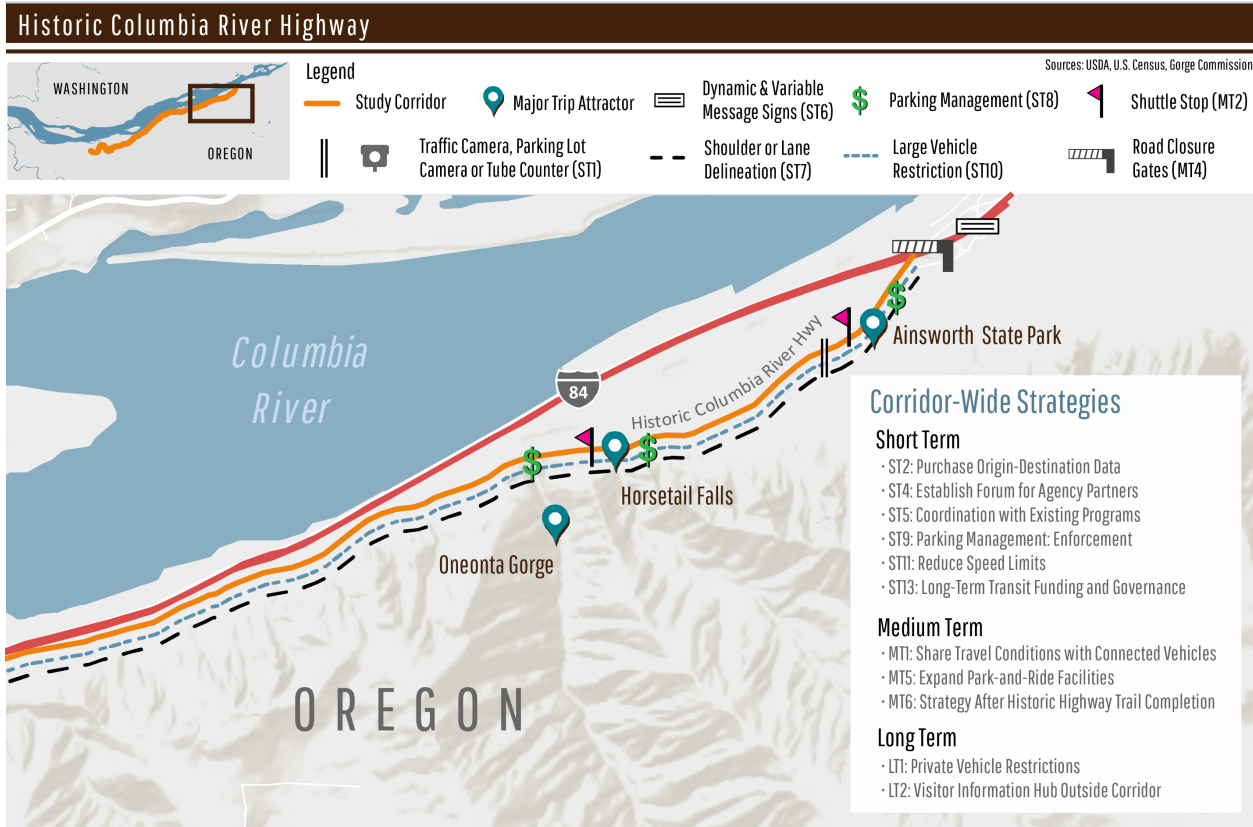 Historic Columbia River Highway
Sources: USDA, U.S. Census, Gorge Commission
WASHINGTON
OREGON
Legend
Study Corridor
Major Trip Attractor
Dynamic & Variable
Message Signs (ST6)
$
Parking Management (ST8)
Shuttle Stop (MT2)
Traffic Camera, Parking Lot
Camera or Tube Counter (ST1)
Shoulder or Lane
Delineation (ST7)
Large Vehicle
Restriction (ST10)
Road Closure
Gates (MT4)
Columbia
River
84
Historic Columbia River Hwy
$
Ainsworth State Park
$
$
Horsetail Falls
Oneonta Gorge
OREGON
Corridor-Wide Strategies
Short Term
· ST2: Purchase Origin-Destination Data
· ST4: Establish Forum for Agency Partners
· ST5: Coordination with Existing Programs
· ST9: Parking Management: Enforcement
· ST11: Reduce Speed Limits
· ST13: Long-Term Transit Funding and Governance
Medium Term
· MT1: Share Travel Conditions with Connected Vehicles
· MT5: Expand Park-and-Ride Facilities
· MT6: Strategy After Historic Highway Trail Completion
Long Term
· LT1: Private Vehicle Restrictions
· LT2: Visitor Information Hub Outside Corridor